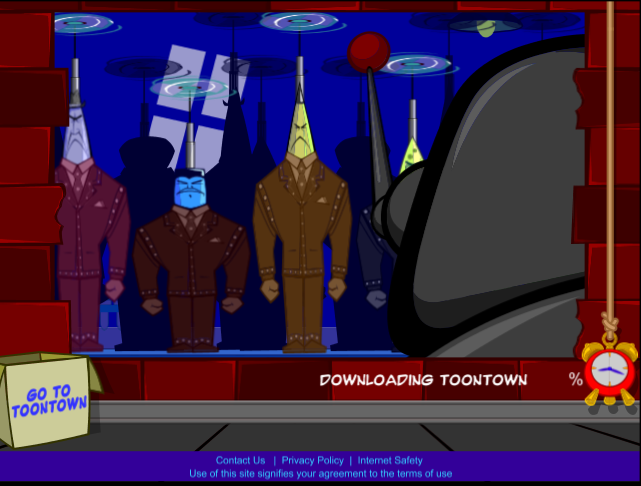 DOWNLOADING TOONTOWN %
GO TO
TOONTOWN
Contact Us | Privacy Policy | Internet Safety
Use of this site signifies your agreement to the terms of use